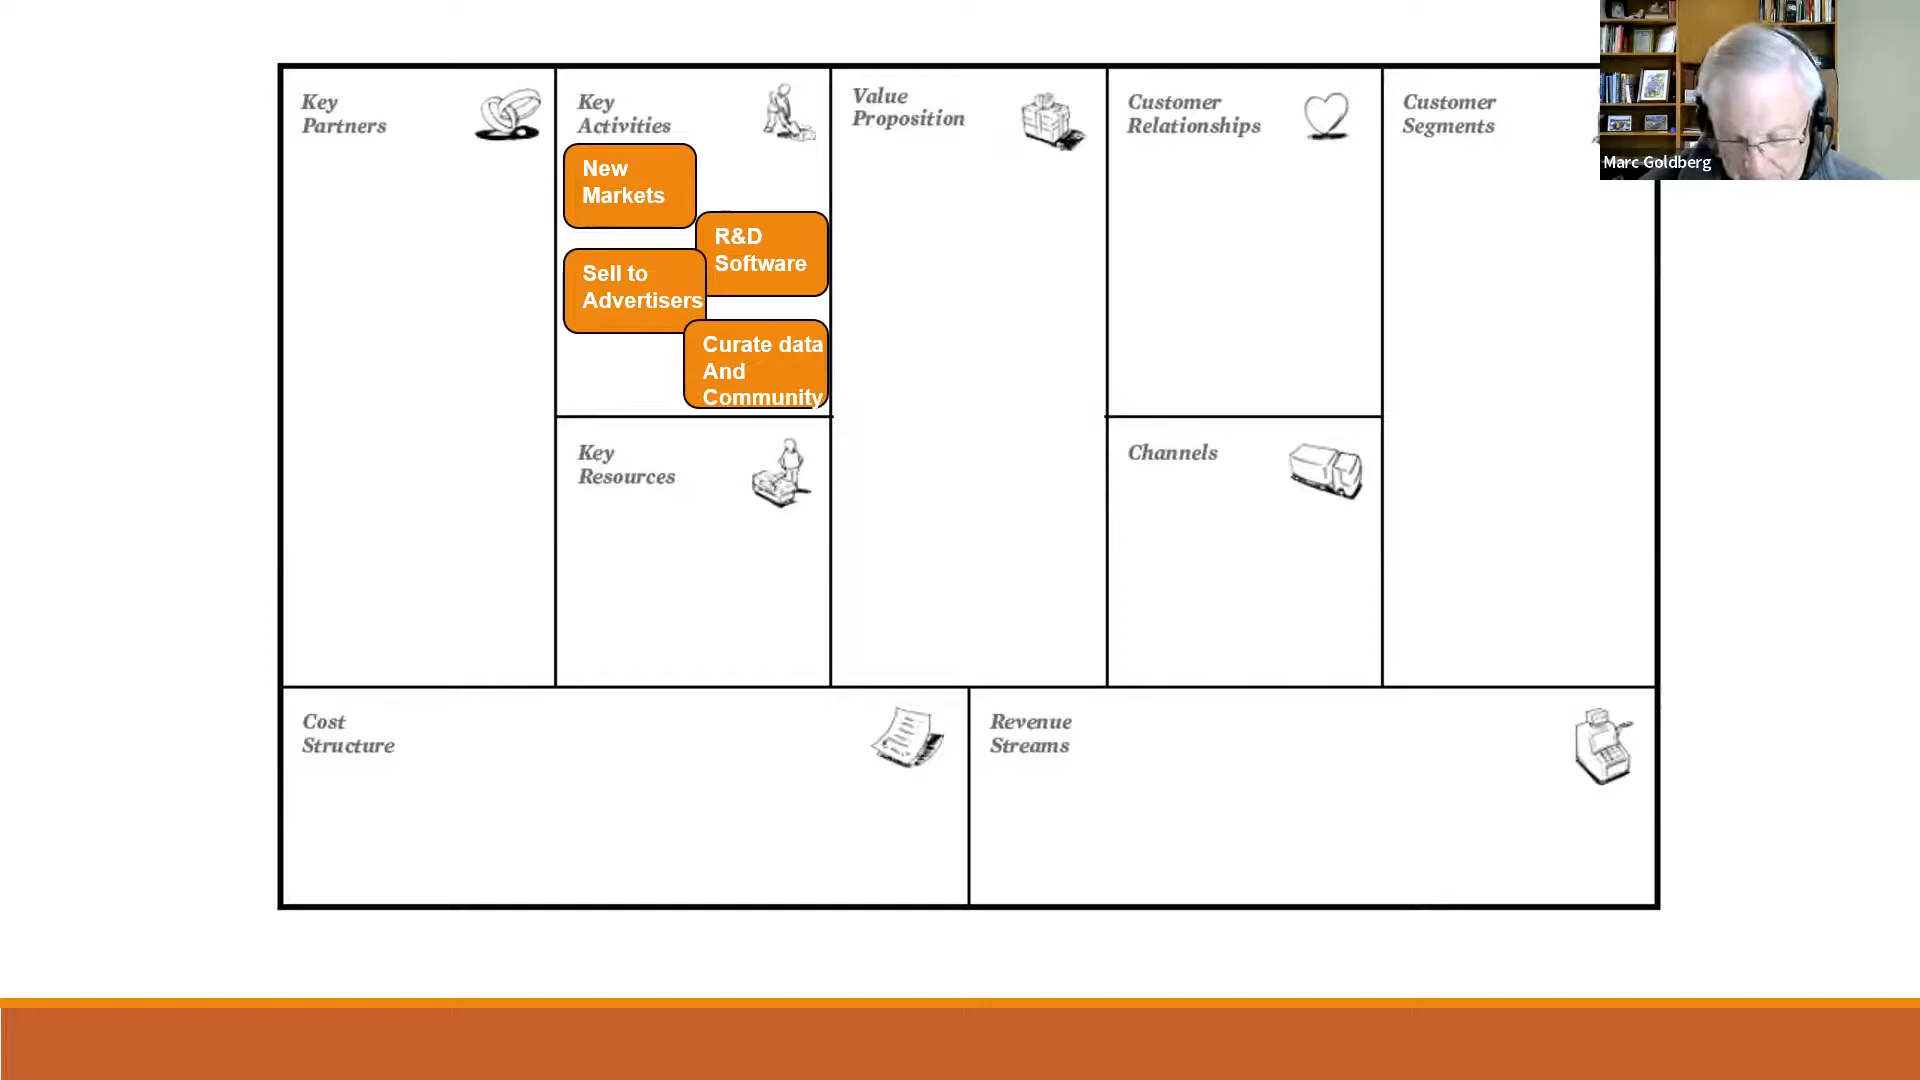 Key
Partners
Key
Activities
New
Markets
R&D
Software
Sell to
Advertisers
Curate data
And
Community
Key
Resources
Value
Proposition
Customer
Relationships
Channels
Customer
Segments
Cost
Structure
Revenue
Streams
Marc Goldberg